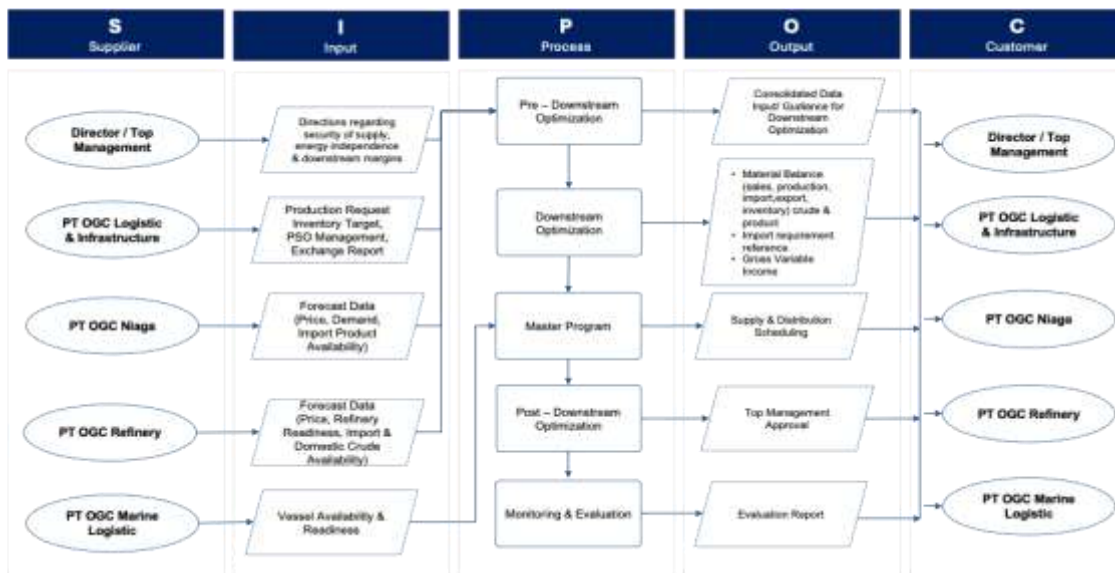 S
Supplier
I
Input
P
Process
O
Output
C
Customer
Director / Top
Management
PT OGC Logistic
& Infrastructure
PT OGC Niaga
PT OGC Refinery
PT OGC Marine
Logistic
Directions regarding
security of supply,
energy independence
& downstream margins
Production Request
Inventory Target,
PSO Management,
Exchange Report
Forecast Data
(Price, Demand,
Import Product
Availability)
Forecast Data
(Price, Refinery
Readiness, Import &
Domestic Crude
Availability)
Vessel Availability &
Readiness
Pre – Downstream
Optimization
Downstream
Optimization
Master Program
Post – Downstream
Optimization
Monitoring & Evaluation
Consolidated Data
Input/ Guidance for
Downstream
Optimization
• Material Balance
(sales, production,
import,export,
inventory) crude &
product
• Import requirement
reference
• Gross Variable
Income
Supply & Distribution
Scheduling
Top Management
Approval
Evaluation Report
Director / Top
Management
PT OGC Logistic
& Infrastructure
PT OGC Niaga
PT OGC Refinery
PT OGC Marine
Logistic